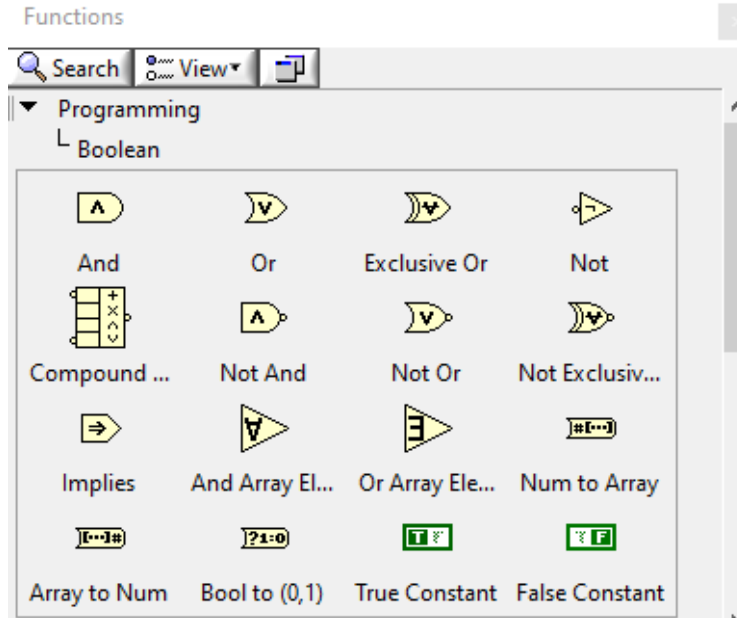 Functions
Search View
Programming
Boolean
And Or Exclusive Or Not
Compound ... Not And Not Or Not Exclusiv...
Implies And Array El... Or Array Ele... Num to Array
?1:0
T F
Array to Num Bool to (0,1) True Constant False Constant